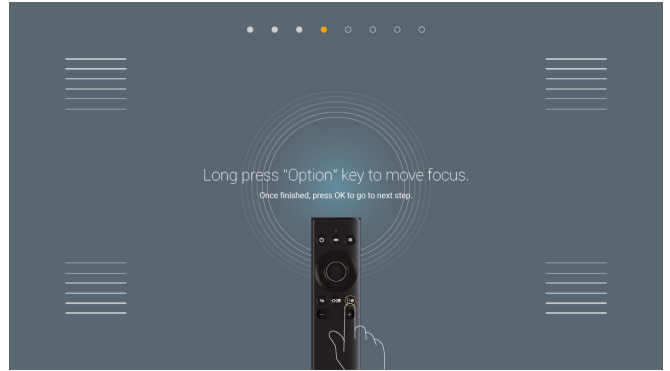 Long press "Option" key to move focus.
Once finished, press OK to go to next step.